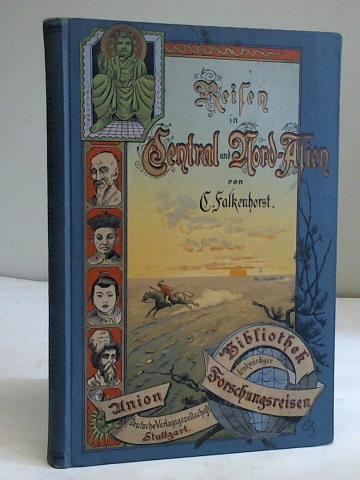 Reisen
in
Central und Nord-Asien
von
C. Falkenhorst.
Bibliothek
denkwürdiger
Forschungsreisen
Union
Deutsche Verlagsgesellschaft
Stuttgart.